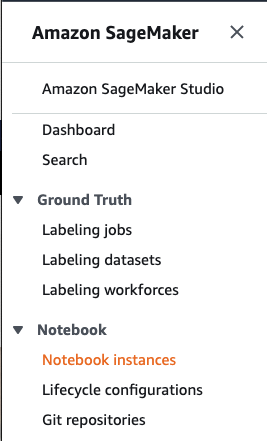 Amazon SageMaker
Amazon SageMaker Studio
Dashboard
Search
Ground Truth
Labeling jobs
Labeling datasets
Labeling workforces
Notebook
Notebook instances
Lifecycle configurations
Git repositories